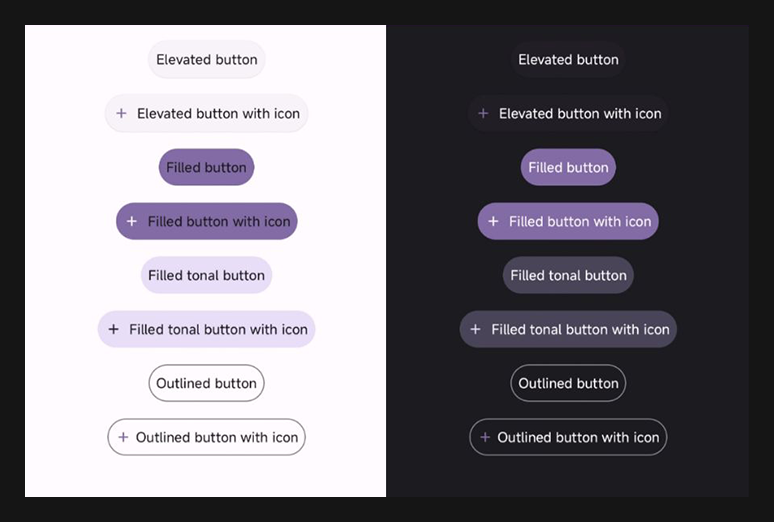 Elevated button
+ Elevated button with icon
Filled button
+ Filled button with icon
Filled tonal button
+ Filled tonal button with icon
Outlined button
+ Outlined button with icon
Elevated button
+ Elevated button with icon
Filled button
+ Filled button with icon
Filled tonal button
+ Filled tonal button with icon
Outlined button
+ Outlined button with icon